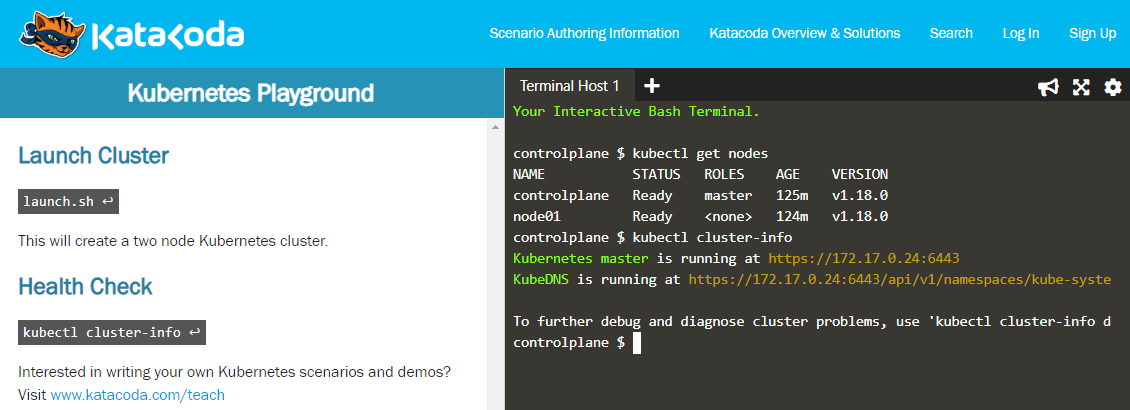 KataKoda
Scenario Authoring Information
Katacoda Overview & Solutions
Search
Log In
Sign Up
Kubernetes Playground
Launch Cluster
launch.sh ↩
This will create a two node Kubernetes cluster.
Health Check
kubectl cluster-info ↩
Interested in writing your own Kubernetes scenarios and demos?
Visit www.katacoda.com/teach
Terminal Host 1
Your Interactive Bash Terminal.
controlplane $ kubectl get nodes
NAME STATUS ROLES AGE VERSION
controlplane Ready master 125m v1.18.0
node01 Ready <none> 124m v1.18.0
controlplane $ kubectl cluster-info
Kubernetes master is running at https://172.17.0.24:6443
KubeDNS is running at https://172.17.0.24:6443/api/v1/namespaces/kube-syste
To further debug and diagnose cluster problems, use 'kubectl cluster-info d
controlplane $